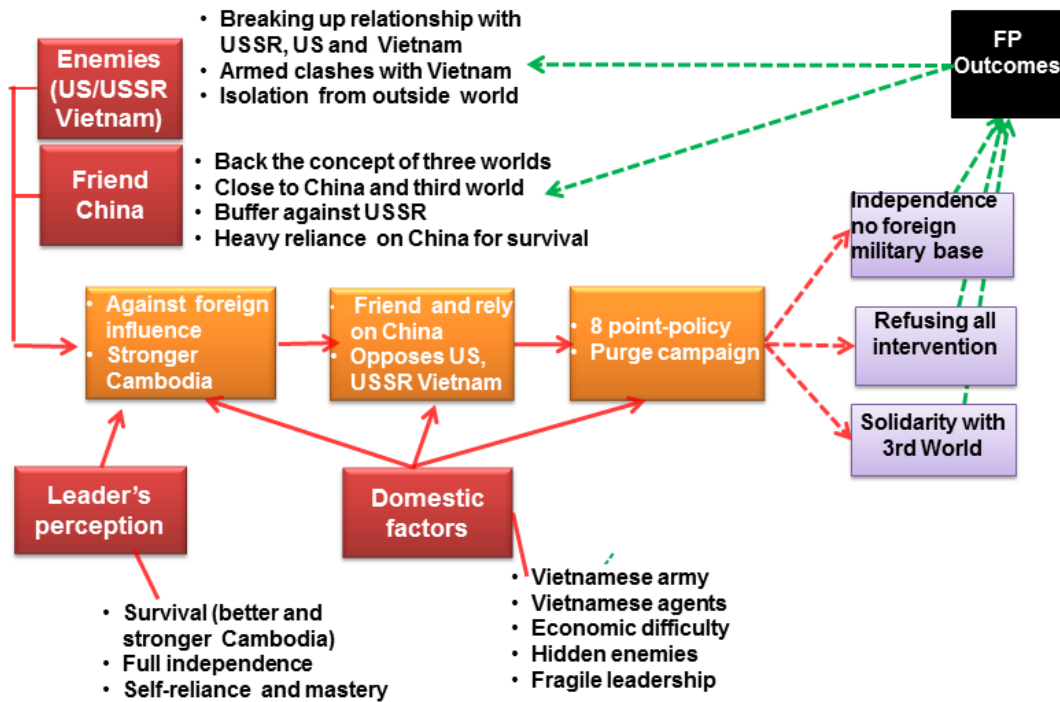 Enemies
(US/USSR
Vietnam)
• Breaking up relationship with
USSR, US and Vietnam
• Armed clashes with Vietnam
• Isolation from outside world
FP
Outcomes
Friend
China
• Back the concept of three worlds
• Close to China and third world
• Buffer against USSR
• Heavy reliance on China for survival
Independence
no foreign
military base
• Against foreign
influence
• Stronger
Cambodia
• Friend and rely
on China
• Opposes US,
USSR Vietnam
• 8 point-policy
• Purge campaign
Refusing all
intervention
Solidarity with
3rd World
Leader's
perception
Domestic
factors
• Survival (better and
stronger Cambodia)
• Full independence
• Self-reliance and mastery
• Vietnamese army
• Vietnamese agents
• Economic difficulty
• Hidden enemies
• Fragile leadership